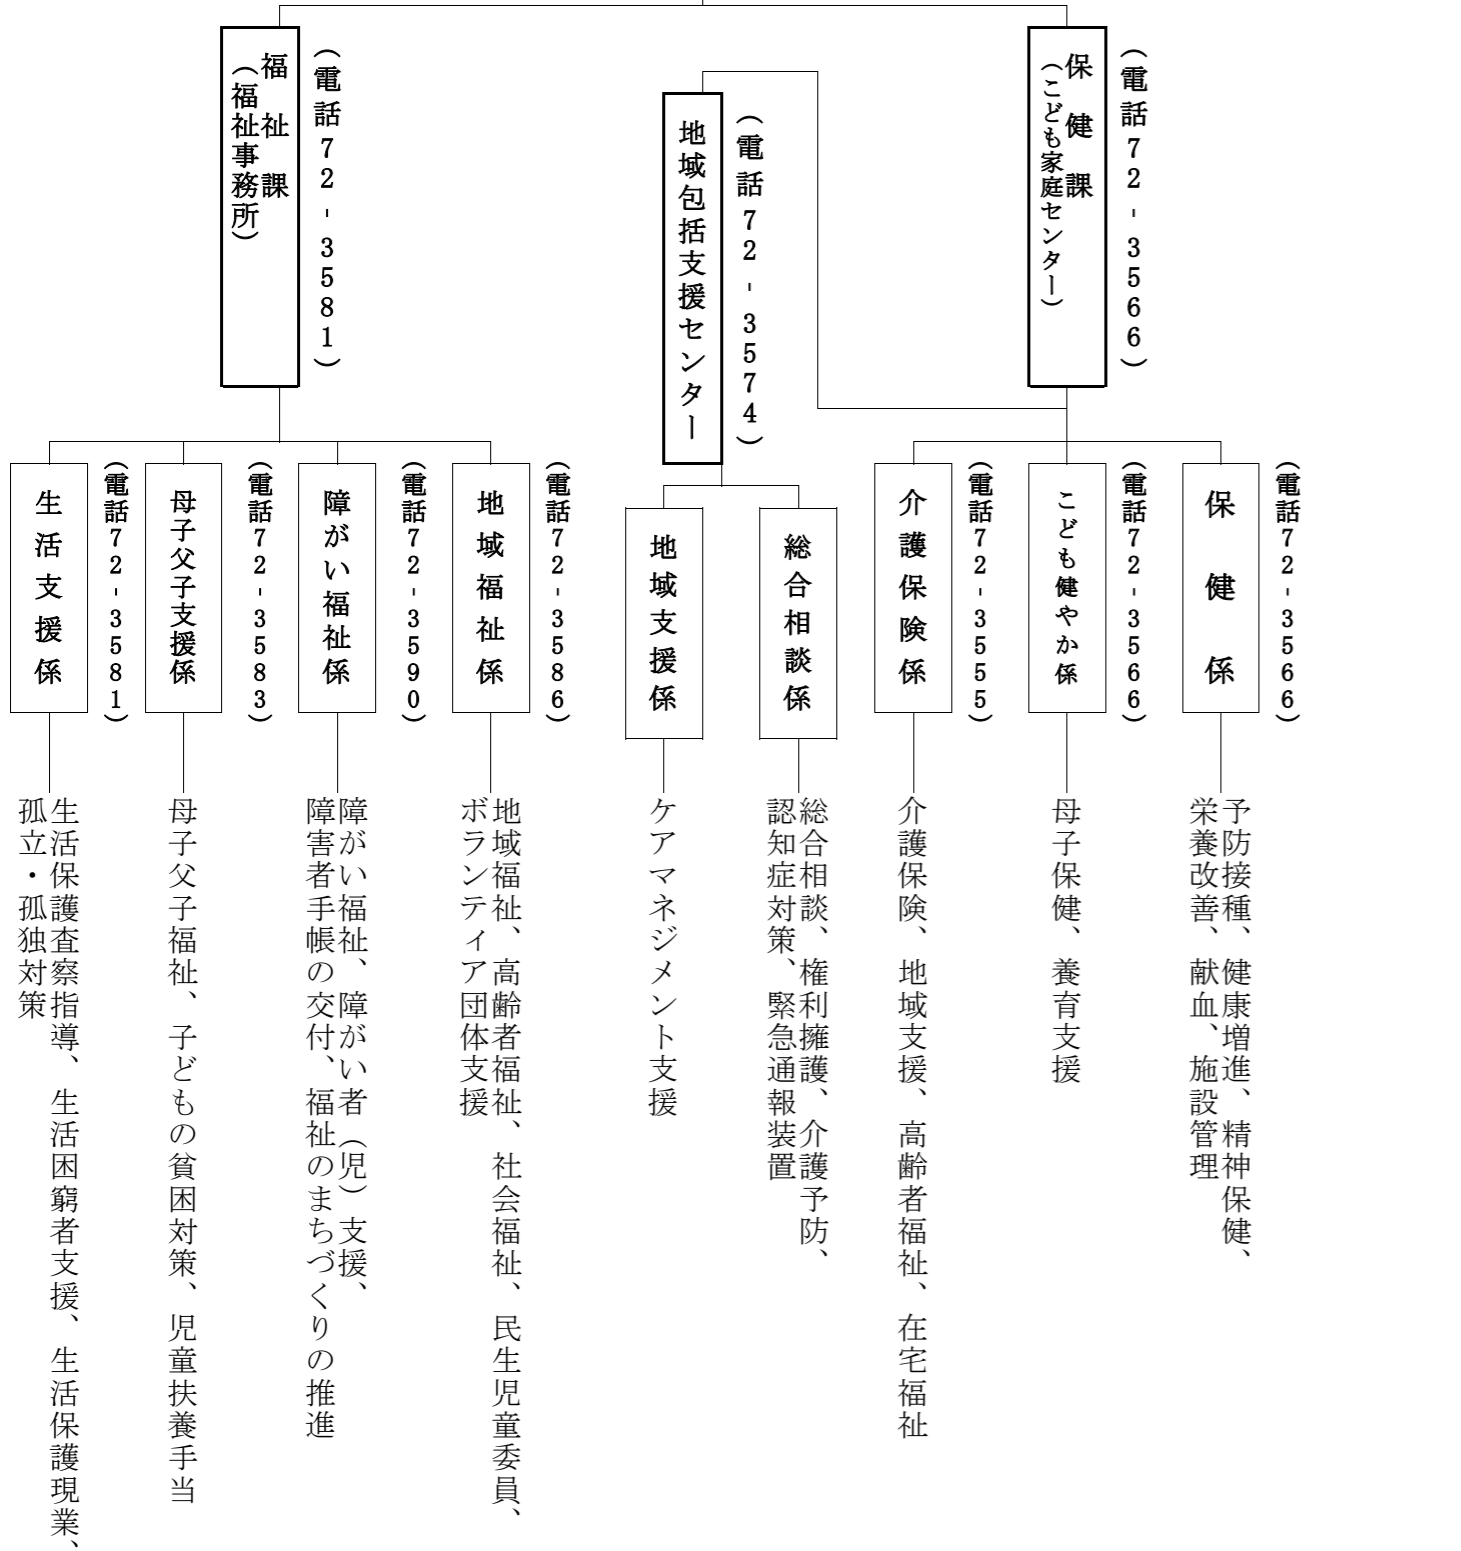 （電話72-3566）
保健課
（こども家庭センター）
（電話72-3574）
地域包括支援センター
（電話72-3581）
福祉課
（福祉事務所）
（電話72-3566）
保健係
（電話72-3566）
こども健やか係
（電話72-3555）
介護保険係
総合相談係
地域支援係
（電話72-3586）
地域福祉係
（電話72-3590）
障がい福祉係
（電話72-3583）
母子父子支援係
（電話72-3581）
生活支援係
予防接種、健康増進、精神保健、
栄養改善、献血、施設管理
母子保健、養育支援
介護保険、地域支援、高齢者福祉、在宅福祉
総合相談、権利擁護、介護予防、
認知症対策、緊急通報装置
ケアマネジメント支援
地域福祉、高齢者福祉、社会福祉、民生児童委員、
ボランティア団体支援
障がい福祉、障がい者（児）支援、
障害者手帳の交付、福祉のまちづくりの推進
母子父子福祉、子どもの貧困対策、児童扶養手当
生活保護査察指導、生活困窮者支援、生活保護現業、
孤立・孤独対策